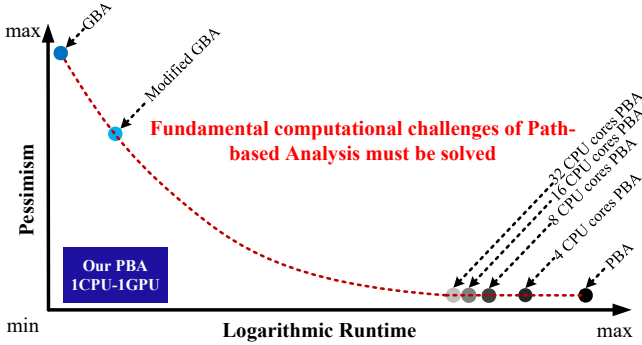 max
GBA
Modified GBA
Fundamental computational challenges of Path-
based Analysis must be solved
32 CPU cores PBA
16 CPU cores PBA
8 CPU cores PBA
4 CPU cores PBA
PBA
Pessimism
Our PBA
1CPU-1GPU
min
Logarithmic Runtime
max